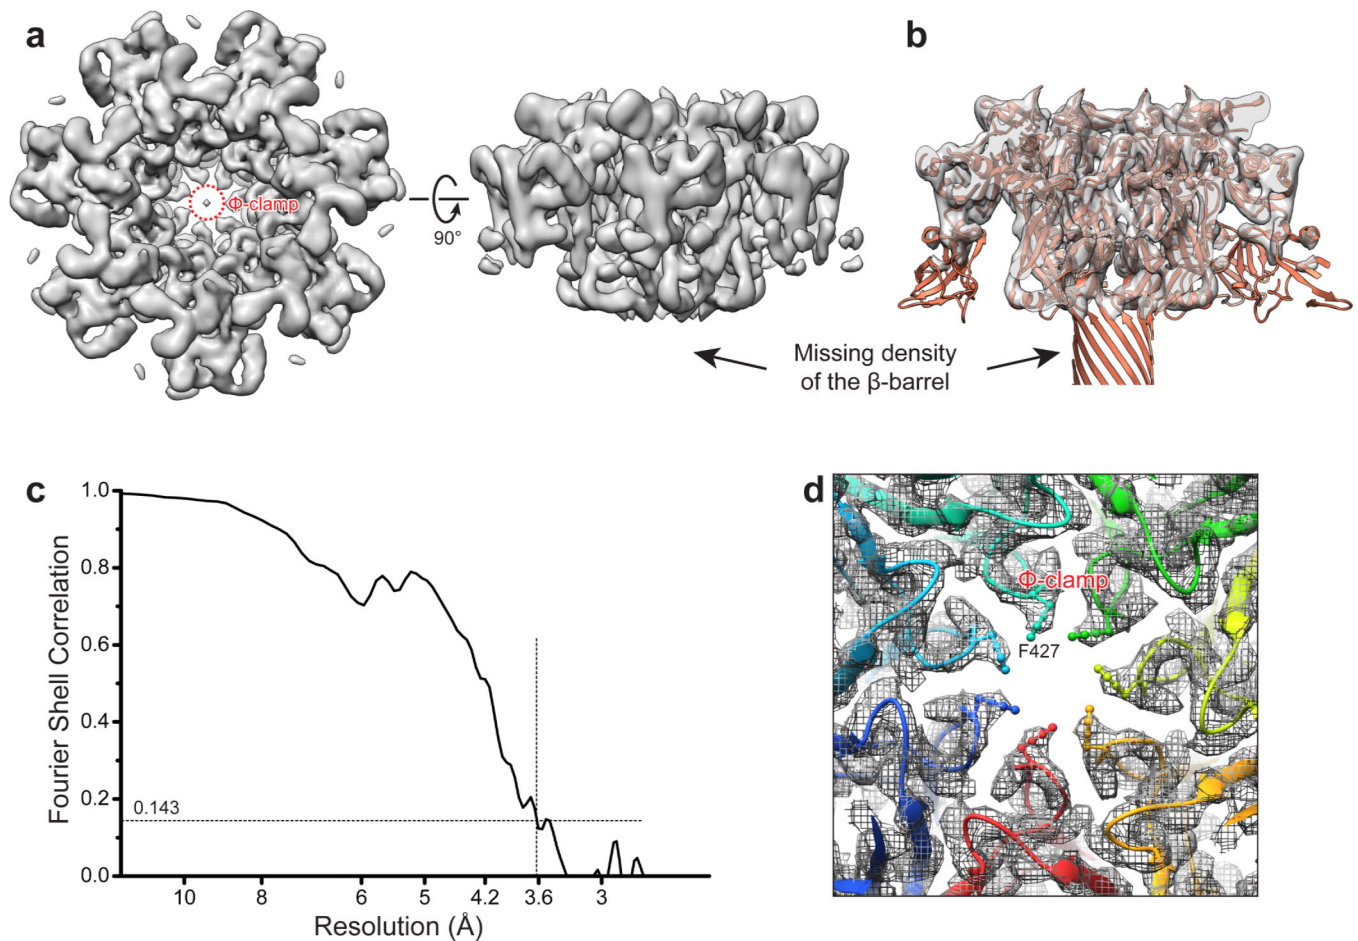 a
Φ-clamp
90°
b
Missing density
of the β-barrel
c
Fourier Shell Correlation
1.0
0.8
0.6
0.4
0.2
0.0
0.143
10
8
6
5
4.2
3.6
3
Resolution (Å)
d
Φ-clamp
F427